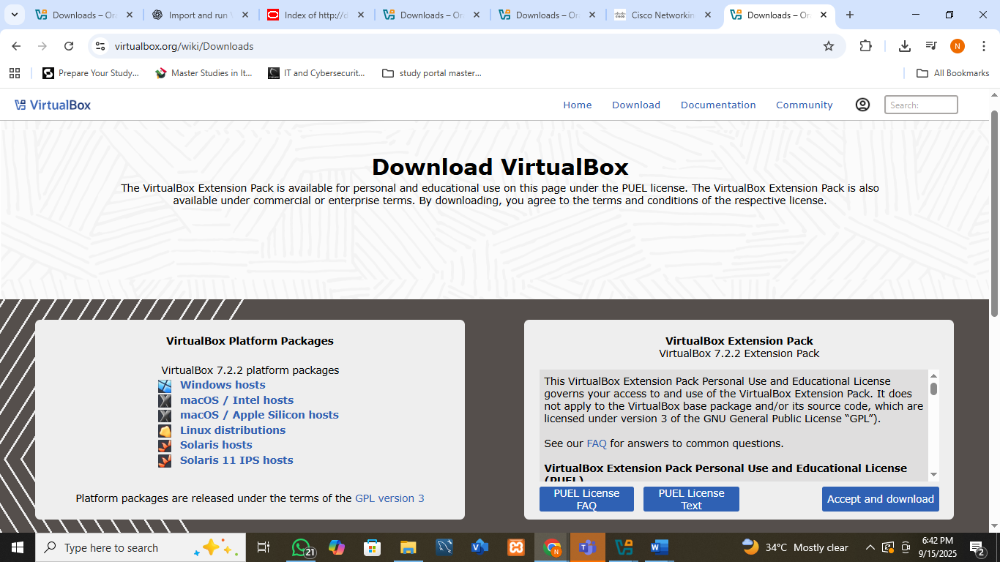 Downloads – Ora
Import and run V
Index of http://d
Downloads – Ora
Downloads – Ora
Cisco Networkin
Downloads – Ora
virtualbox.org/wiki/Downloads
N
Prepare Your Study...
Master Studies in It...
IT and Cybersecurit...
study portal master...
All Bookmarks
VirtualBox
Home
Download
Documentation
Community
Search:
Download VirtualBox
The VirtualBox Extension Pack is available for personal and educational use on this page under the PUEL license. The VirtualBox Extension Pack is also
available under commercial or enterprise terms. By downloading, you agree to the terms and conditions of the respective license.
VirtualBox Platform Packages
VirtualBox 7.2.2 platform packages
Windows hosts
macOS / Intel hosts
macOS / Apple Silicon hosts
Linux distributions
Solaris hosts
Solaris 11 IPS hosts
Platform packages are released under the terms of the GPL version 3
VirtualBox Extension Pack
VirtualBox 7.2.2 Extension Pack
This VirtualBox Extension Pack Personal Use and Educational License
governs your access to and use of the VirtualBox Extension Pack. It does
not apply to the VirtualBox base package and/or its source code, which are
licensed under version 3 of the GNU General Public License “GPL”).
See our FAQ for answers to common questions.
VirtualBox Extension Pack Personal Use and Educational License
(PUEL)
PUEL License
FAQ
PUEL License
Text
Accept and download
Type here to search
21
N
34°C Mostly clear
6:42 PM
9/15/2025
2